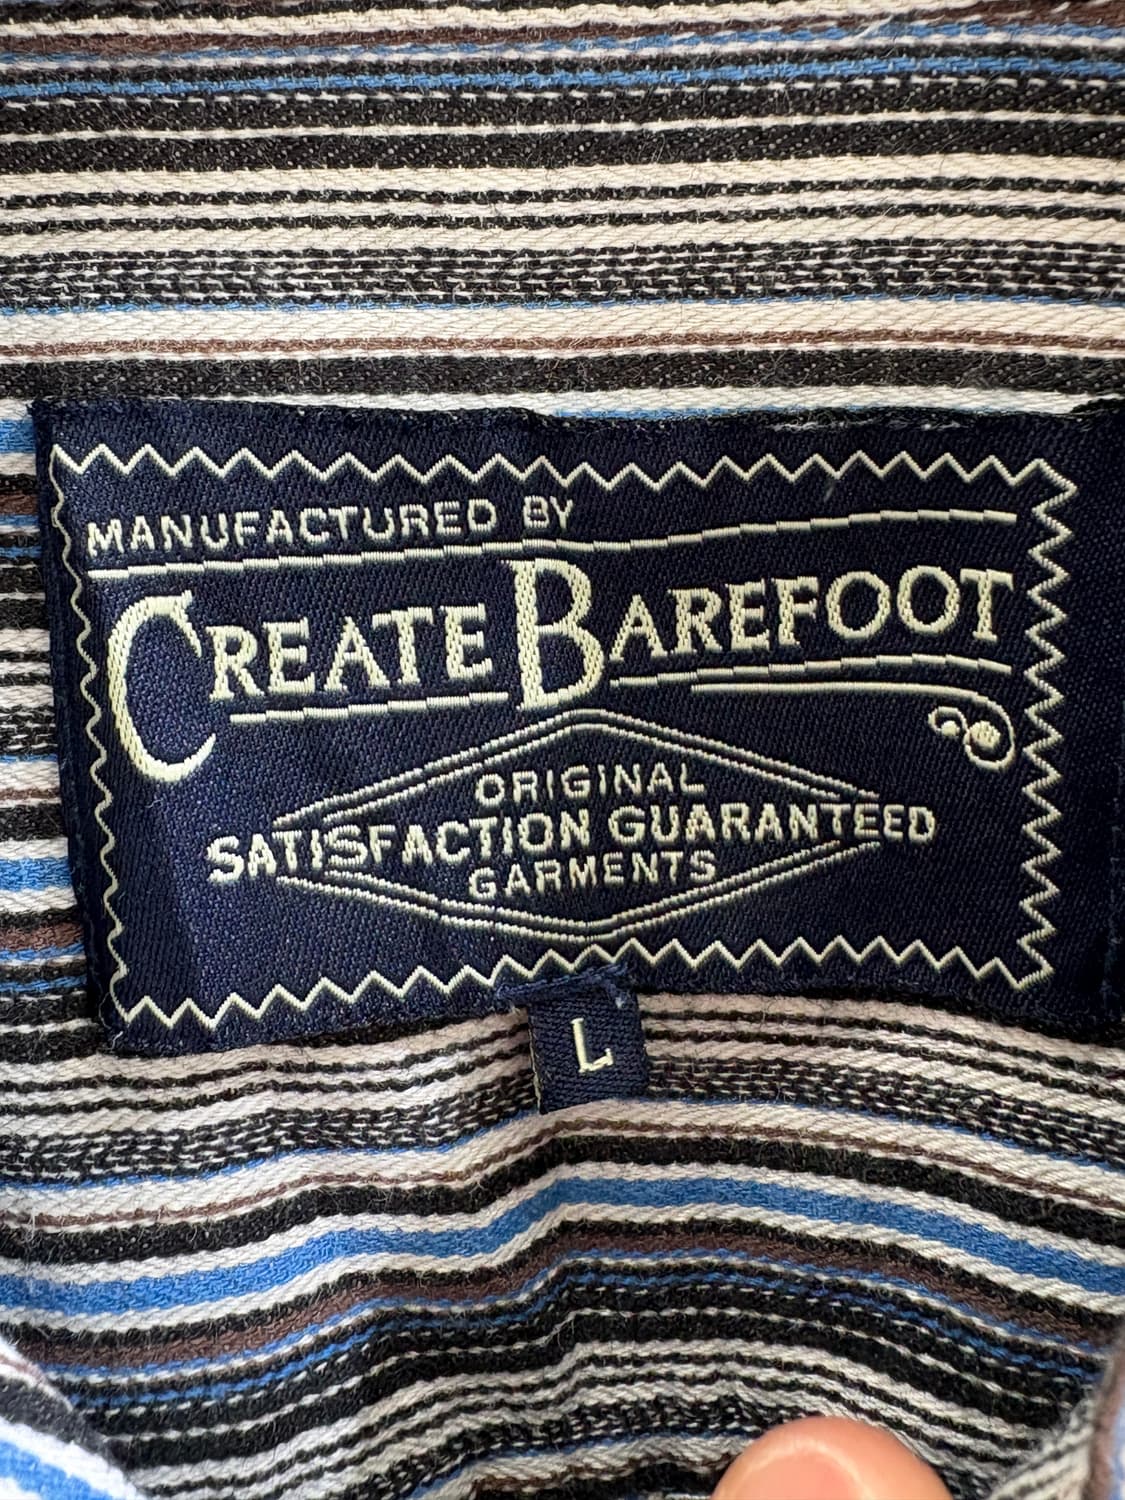 MANUFACTURED BY
CREATE BAREFOOT
ORIGINAL
SATISFACTION GUARANTEED
GARMENTS
L